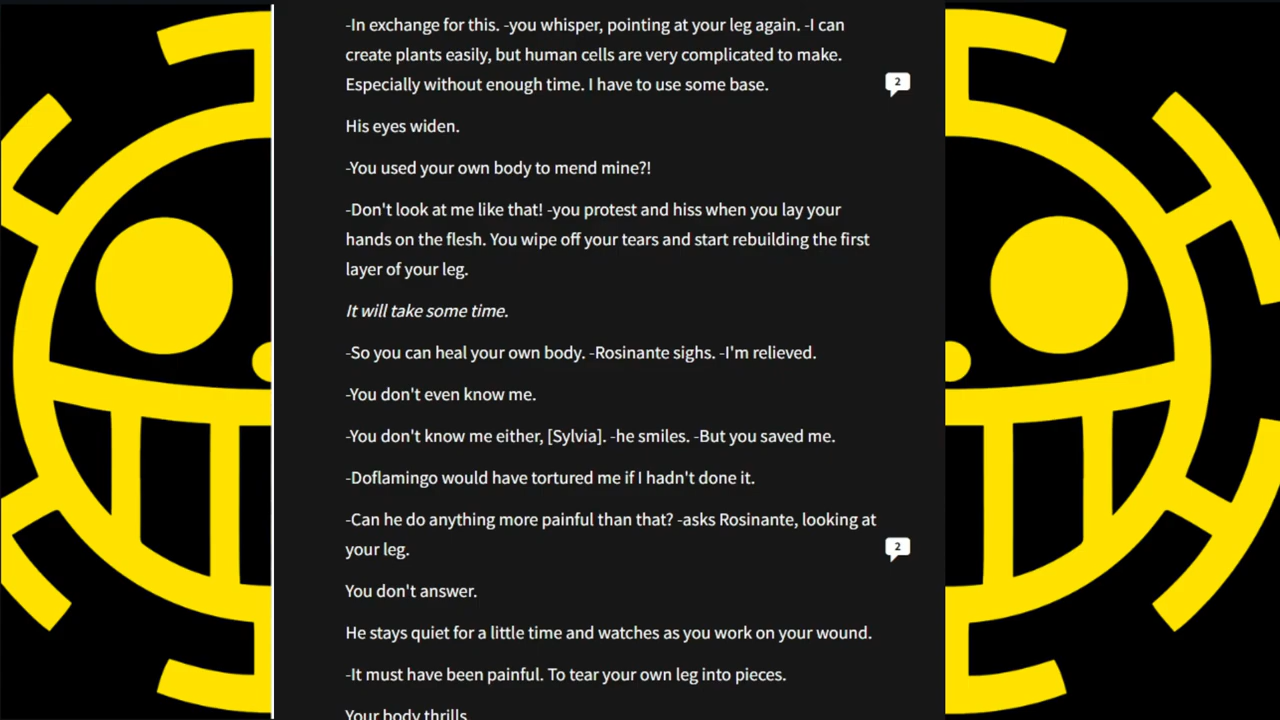 -In exchange for this. -you whisper, pointing at your leg again. -I can
create plants easily, but human cells are very complicated to make.
Especially without enough time. I have to use some base.
2
His eyes widen.
-You used your own body to mend mine?!
-Don't look at me like that! -you protest and hiss when you lay your
hands on the flesh. You wipe off your tears and start rebuilding the first
layer of your leg.
It will take some time.
-So you can heal your own body. -Rosinante sighs. -I'm relieved.
-You don't even know me.
-You don't know me either, [Sylvia]. -he smiles. -But you saved me.
-Doflamingo would have tortured me if I hadn't done it.
-Can he do anything more painful than that? -asks Rosinante, looking at
your leg.
2
You don't answer.
He stays quiet for a little time and watches as you work on your wound.
-It must have been painful. To tear your own leg into pieces.
Your body thrills